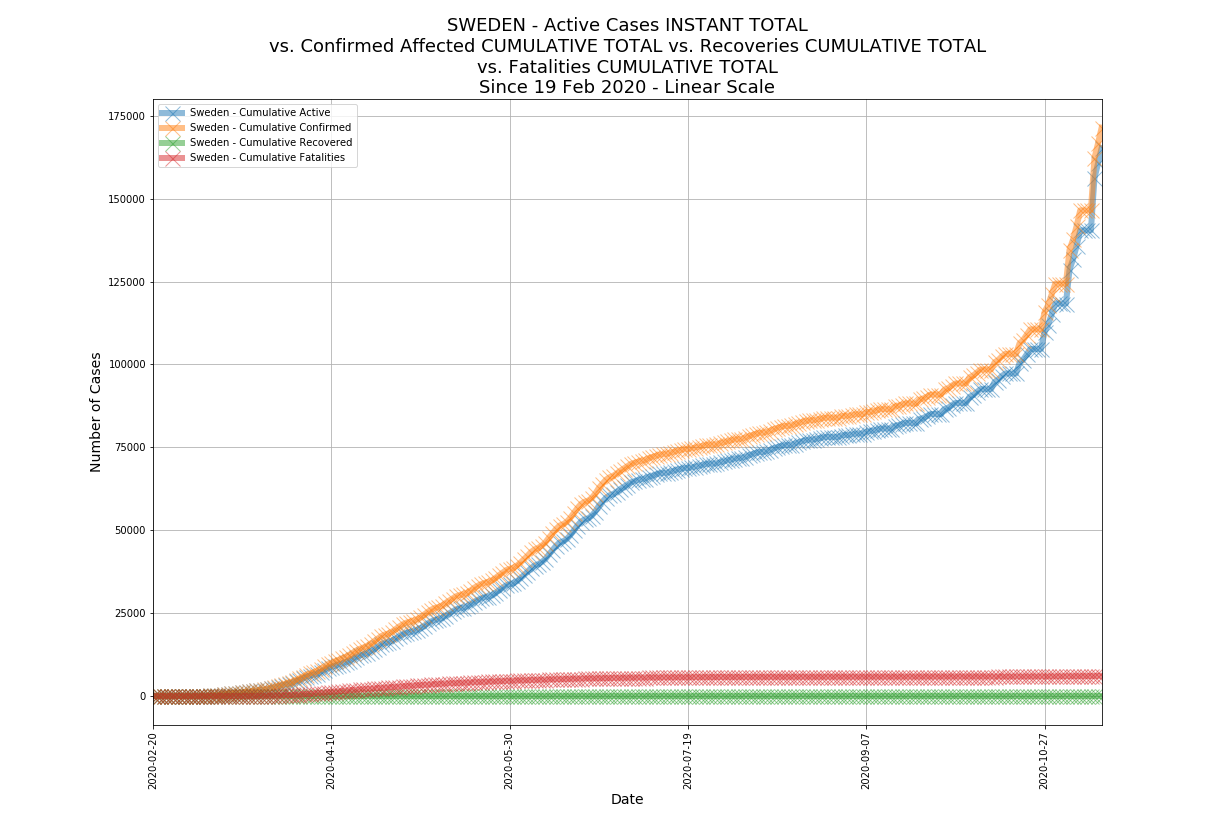 SWEDEN - Active Cases INSTANT TOTAL
vs. Confirmed Affected CUMULATIVE TOTAL vs. Recoveries CUMULATIVE TOTAL
vs. Fatalities CUMULATIVE TOTAL
Since 19 Feb 2020 - Linear Scale
Sweden - Cumulative Active
Sweden - Cumulative Confirmed
Sweden - Cumulative Recovered
Sweden - Cumulative Fatalities
Number of Cases
175000
150000
125000
100000
75000
50000
25000
0
2020-02-20
2020-04-10
2020-05-30
2020-07-19
2020-09-07
2020-10-27
Date